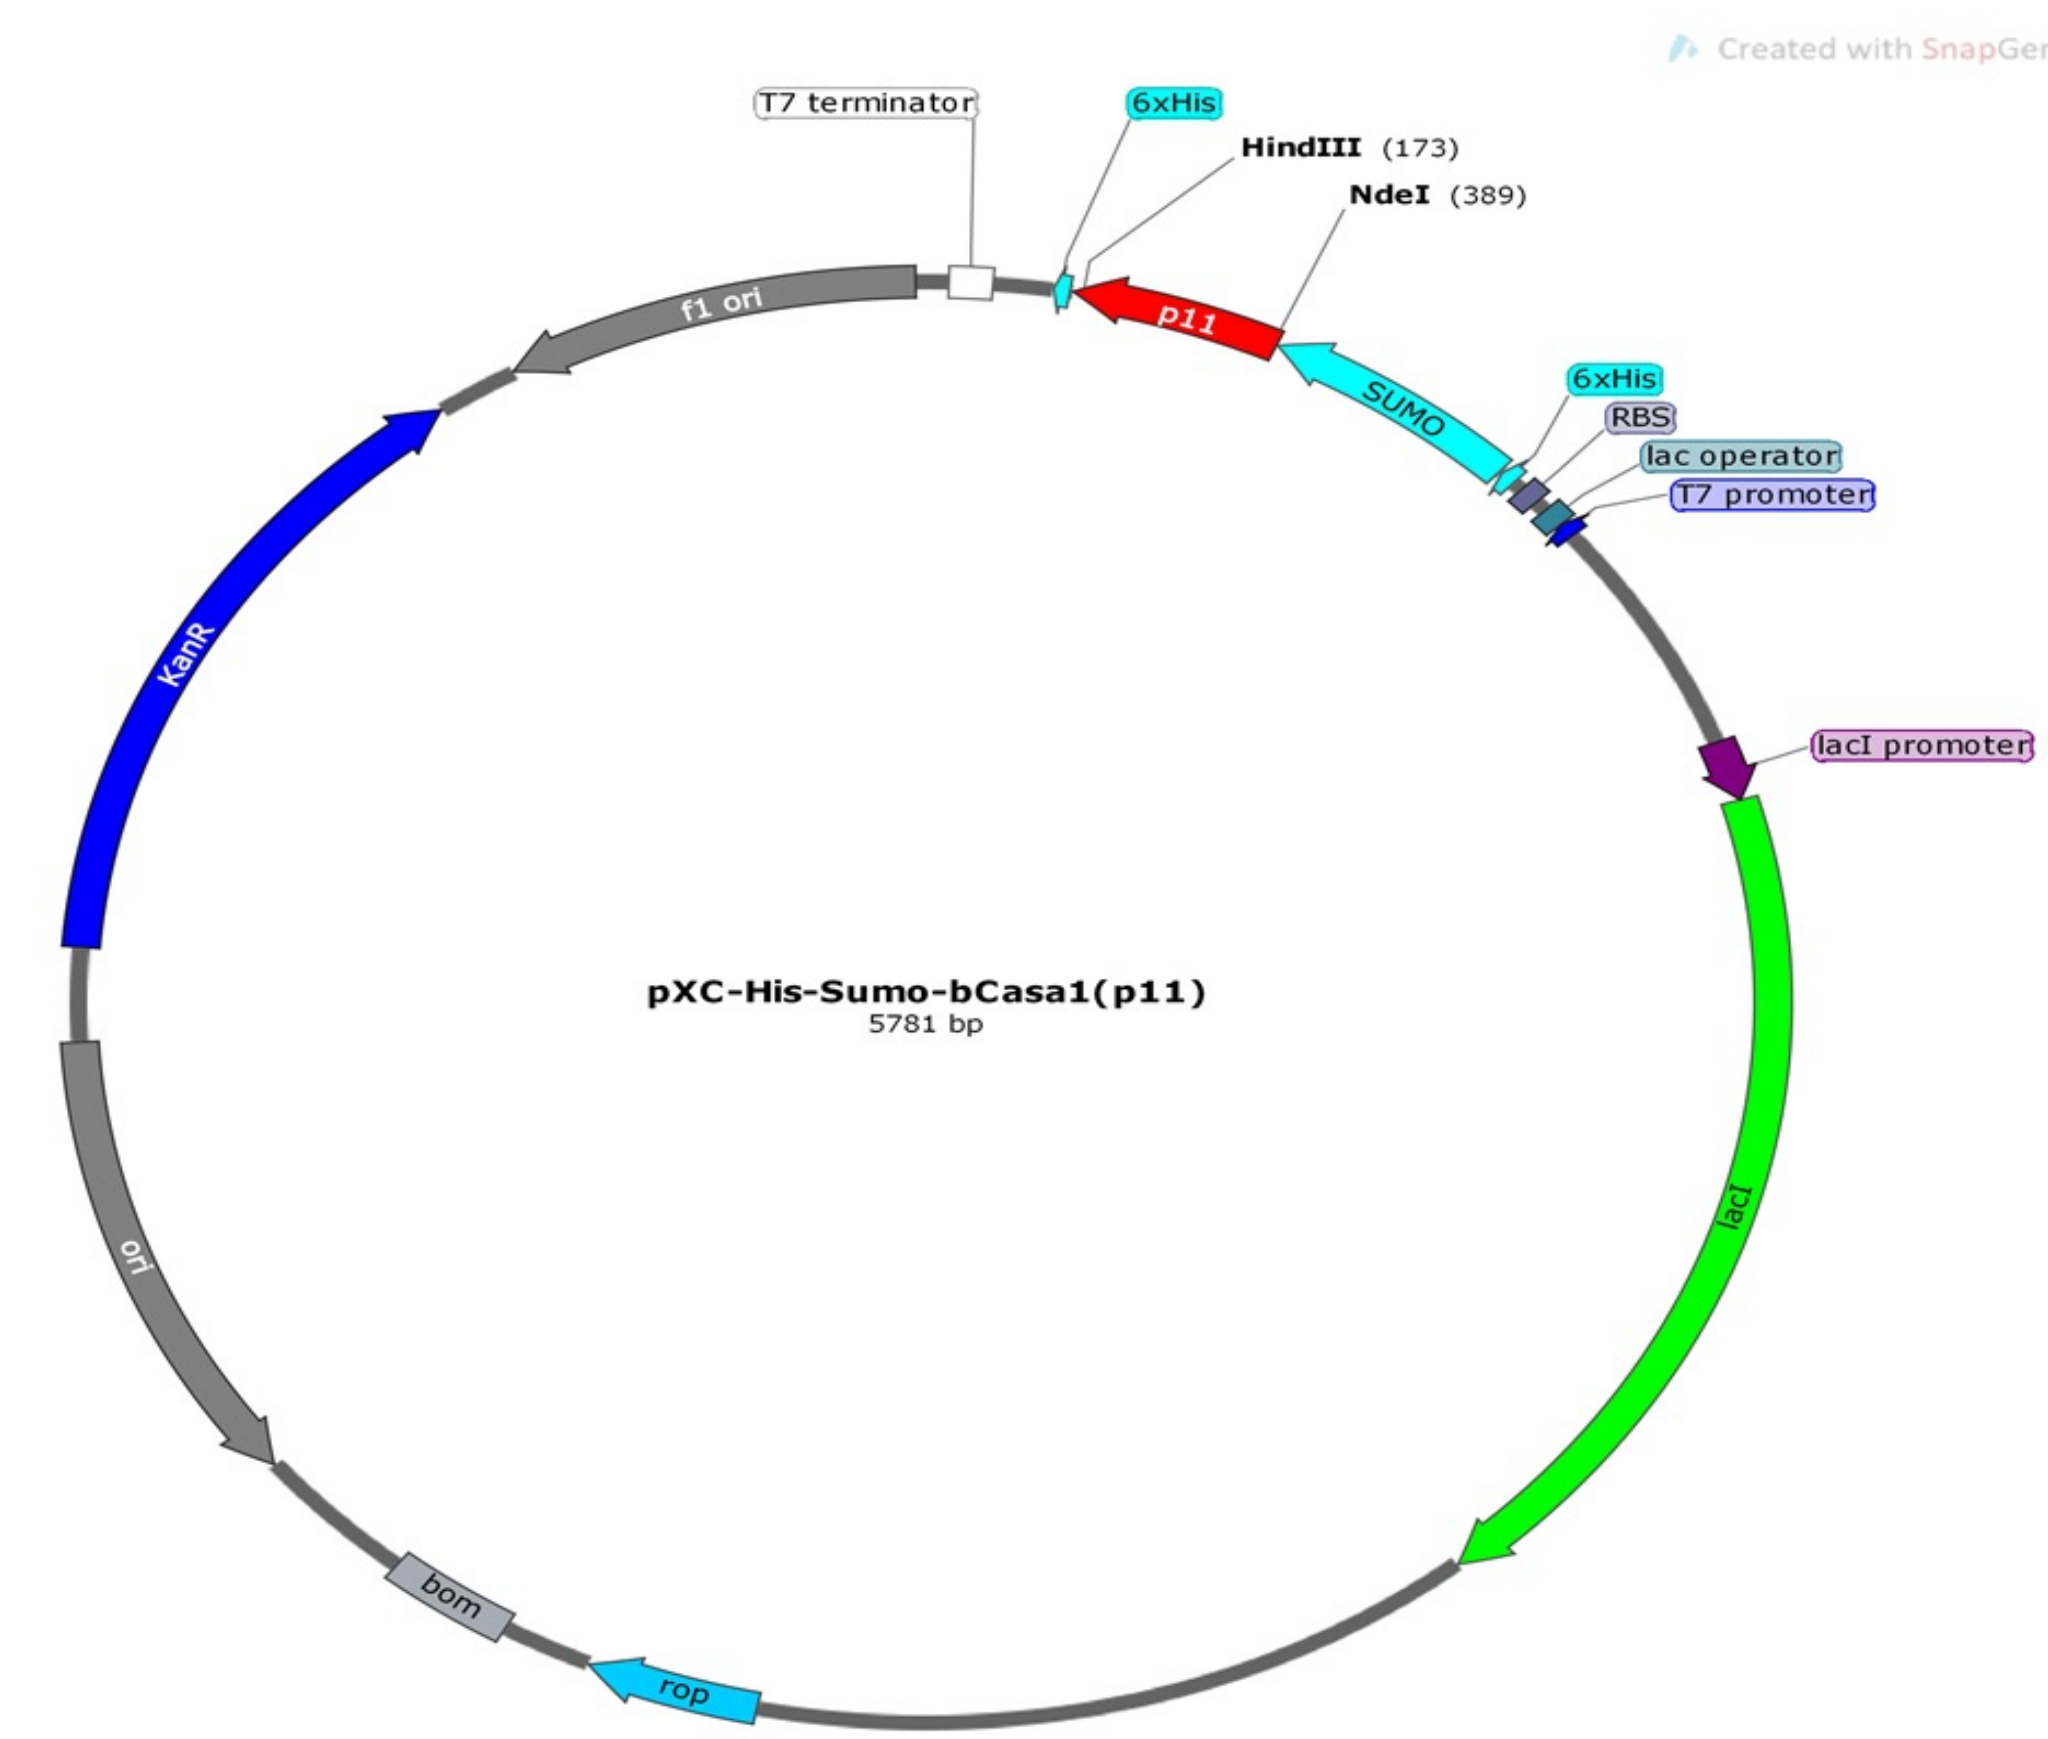 Created with SnapGen
T7 terminator
6xHis
HindIII (173)
NdeI (389)
f1 ori
p11
SUMO
6xHis
RBS
lac operator
T7 promoter
KanR
lacI promoter
pXC-His-Sumo-bCasa1(p11)
5781 bp
lacI
ori
bom
rop